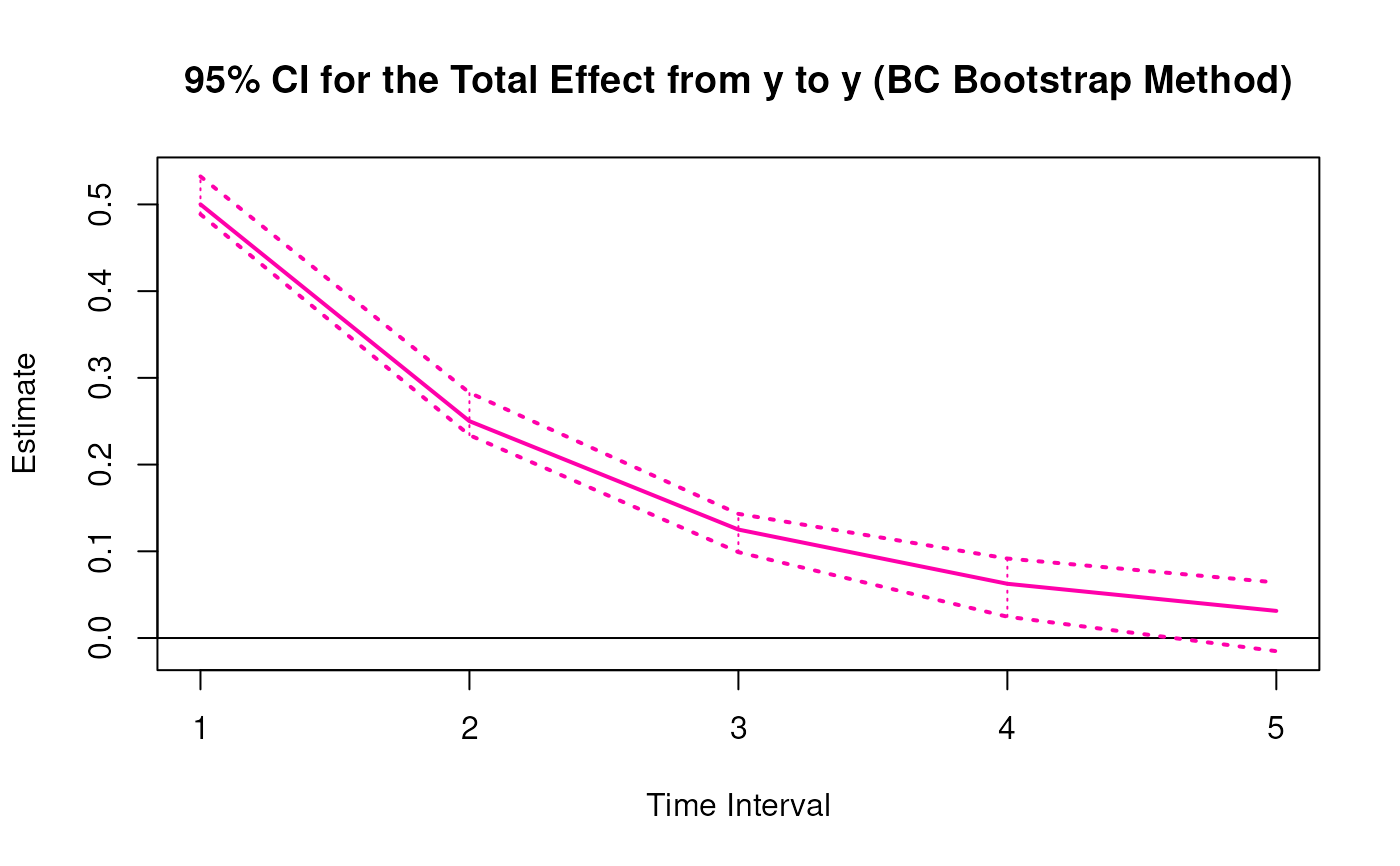 95% CI for the Total Effect from y to y (BC Bootstrap Method)
Estimate
0.5
0.4
0.3
0.2
0.1
0.0
1 2 3 4 5
Time Interval